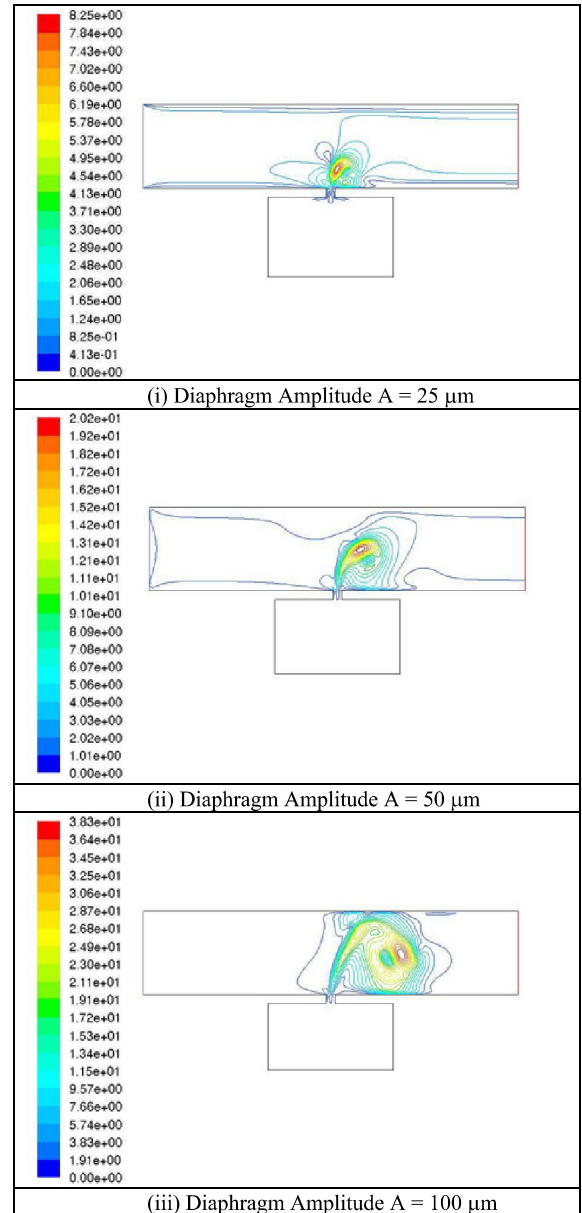 8.25e+00
7.84e+00
7.43e+00
7.02e+00
6.60e+00
6.19e+00
5.78e+00
5.37e+00
4.95e+00
4.54e+00
4.13e+00
3.71e+00
3.30e+00
2.89e+00
2.48e+00
2.06e+00
1.65e+00
1.24e+00
8.25e-01
4.13e-01
0.00e+00
(i) Diaphragm Amplitude A = 25 μm
2.02e+01
1.92e+01
1.82e+01
1.72e+01
1.62e+01
1.52e+01
1.42e+01
1.31e+01
1.21e+01
1.11e+01
1.01e+01
9.10e+00
8.09e+00
7.08e+00
6.07e+00
5.06e+00
4.05e+00
3.03e+00
2.02e+00
1.01e+00
0.00e+00
(ii) Diaphragm Amplitude A = 50 μm
3.83e+01
3.64e+01
3.45e+01
3.25e+01
3.06e+01
2.87e+01
2.68e+01
2.49e+01
2.30e+01
2.11e+01
1.91e+01
1.72e+01
1.53e+01
1.34e+01
1.15e+01
9.57e+00
7.66e+00
5.74e+00
3.83e+00
1.91e+00
0.00e+00
(iii) Diaphragm Amplitude A = 100 μm